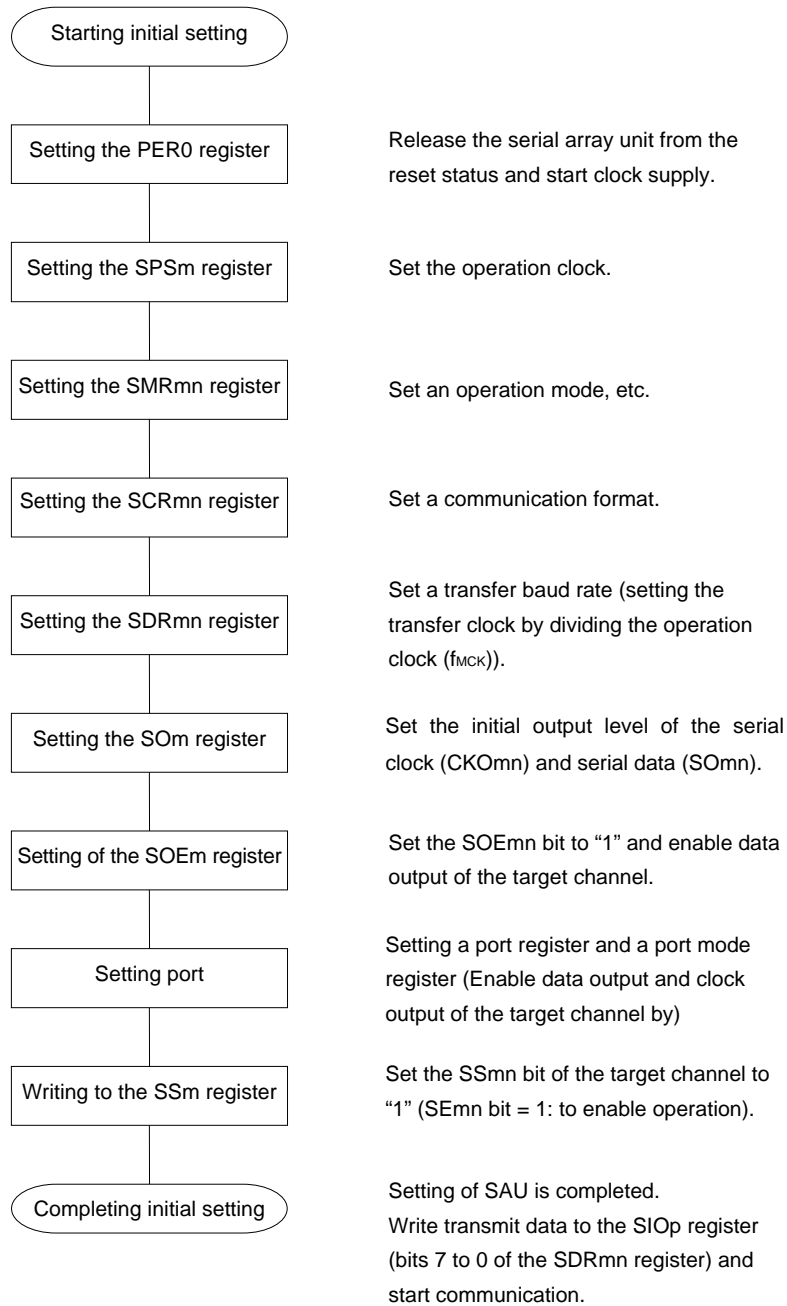 Starting initial setting
Setting the PER0 register
Release the serial array unit from the
reset status and start clock supply.
Setting the SPSm register
Set the operation clock.
Setting the SMRmn register
Set an operation mode, etc.
Setting the SCRmn register
Set a communication format.
Setting the SDRmn register
Set a transfer baud rate (setting the
transfer clock by dividing the operation
clock (fMCK)).
Setting the SOm register
Set the initial output level of the serial
clock (CKOmn) and serial data (SOmn).
Setting of the SOEm register
Set the SOEmn bit to “1” and enable data
output of the target channel.
Setting port
Setting a port register and a port mode
register (Enable data output and clock
output of the target channel by)
Writing to the SSm register
Set the SSmn bit of the target channel to
“1” (SEmn bit = 1: to enable operation).
Completing initial setting
Setting of SAU is completed.
Write transmit data to the SIOp register
(bits 7 to 0 of the SDRmn register) and
start communication.